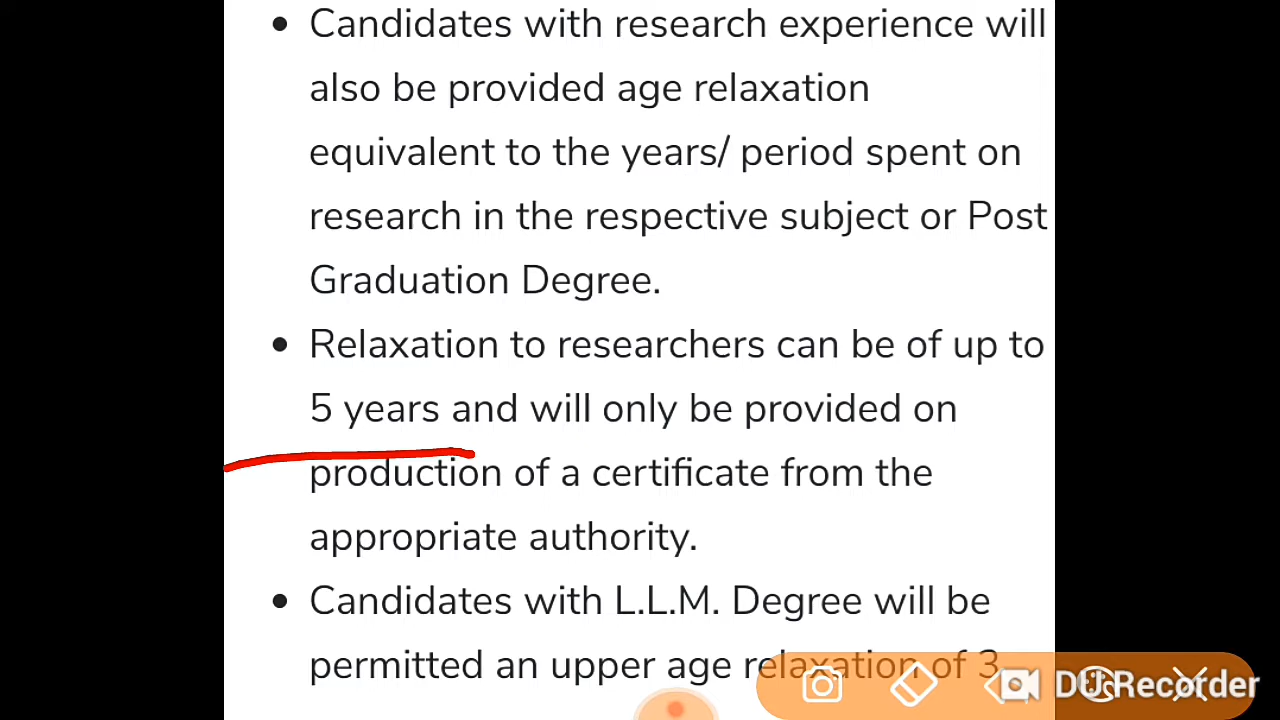 • Candidates with research experience will
also be provided age relaxation
equivalent to the years/ period spent on
research in the respective subject or Post
Graduation Degree.
• Relaxation to researchers can be of up to
5 years and will only be provided on
production of a certificate from the
appropriate authority.
• Candidates with L.L.M. Degree will be
permitted an upper age relaxation of 3
DU Recorder